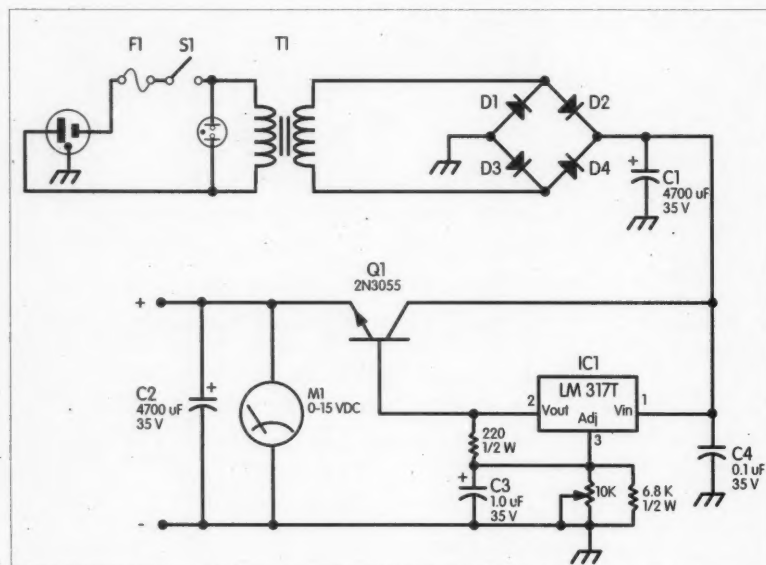 F1
S1
T1
D1
D2
D3
D4
+
C1
4700 uF
35 V
Q1
2N3055
+
+
C2
4700 uF
35 V
M1
0-15 VDC
IC1
LM 317T
2
Vout
Vin
1
Adj
3
220
1/2 W
+
C3
1.0 uF
35 V
10K
6.8 K
1/2 W
C4
0.1 uF
35 V
-